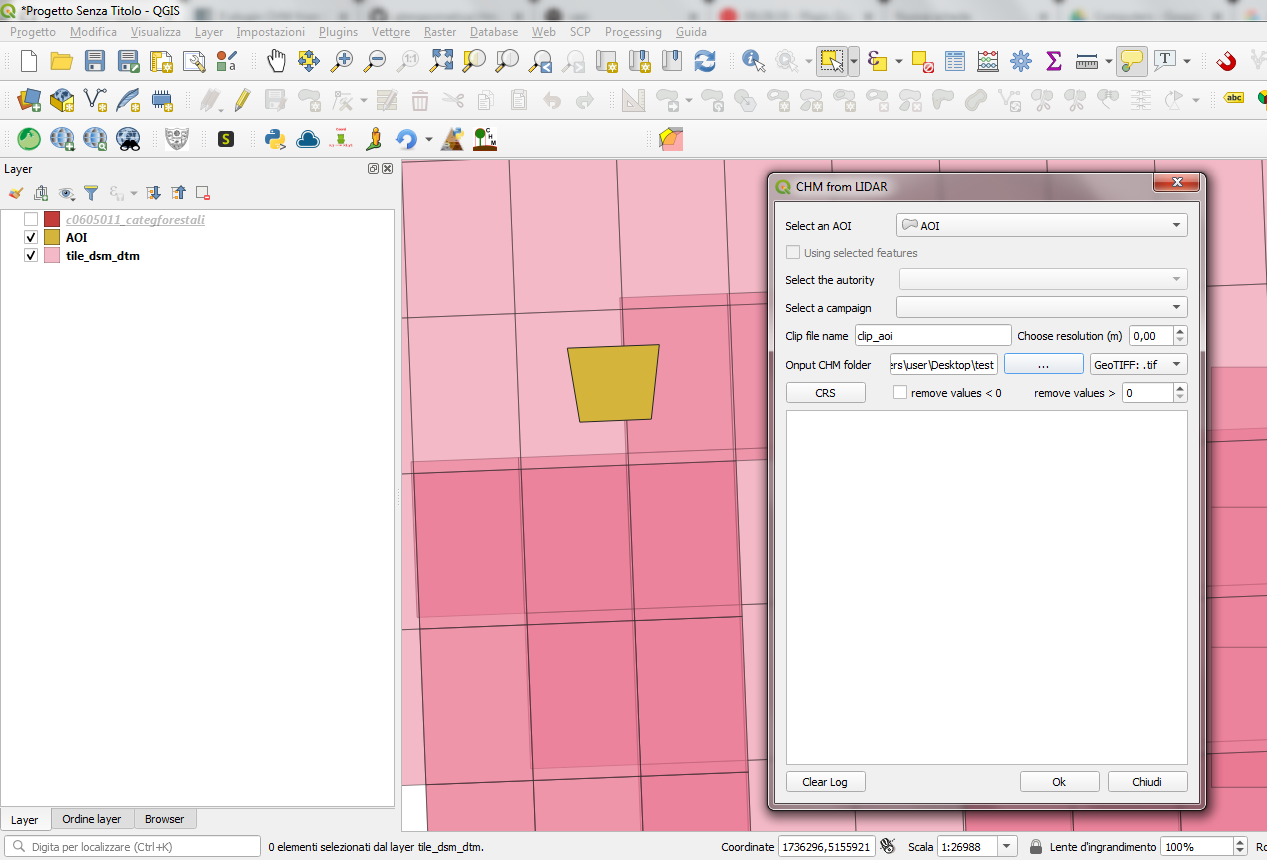 *Progetto Senza Titolo - QGIS
Progetto Modifica Visualizza Layer Impostazioni Plugins Vettore Raster Database Web SCP Processing Guida
1:1
T
abc
S
CHM
Layer
c0605011_categforestali
AOI
tile_dsm_dtm
CHM from LIDAR
Select an AOI AOI
Using selected features
Select the autority
Select a campaign
Clip file name clip_aoi Choose resolution (m) 0,00
Onput CHM folder ers\user\Desktop\test ... GeoTIFF: .tif
CRS remove values < 0 remove values > 0
Clear Log Ok Chiudi
Layer Ordine layer Browser
Digita per localizzare (Ctrl+K) 0 elementi selezionati dal layer tile_dsm_dtm. Coordinate 1736296,5155921 Scala 1:26988 Lente d'ingrandimento 100% Ro